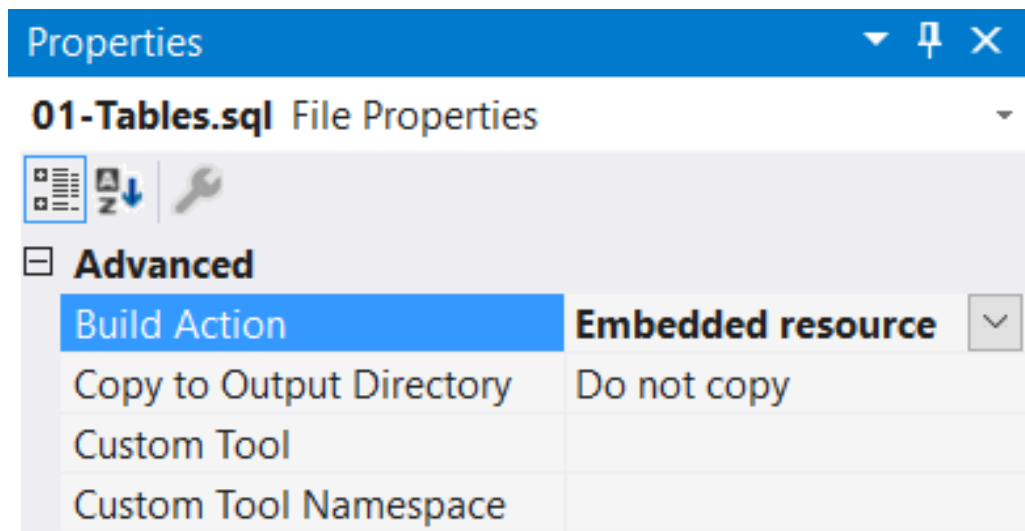 Properties
01-Tables.sql File Properties
A
Z
Advanced
Build Action Embedded resource
Copy to Output Directory Do not copy
Custom Tool
Custom Tool Namespace